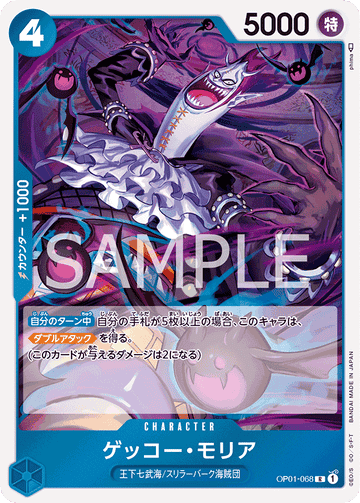 4
5000
特
カウンター +1000
SAMPLE
自分のターン中 自分の手札が5枚以上の場合、このキャラは、
ダブルアタック を得る。
(このカードが与えるダメージは2になる)
CHARACTER
ゲッコー・モリア
王下七武海/スリラーバーク海賊団
OP01-068 R 1
BANDAI MADE IN JAPAN